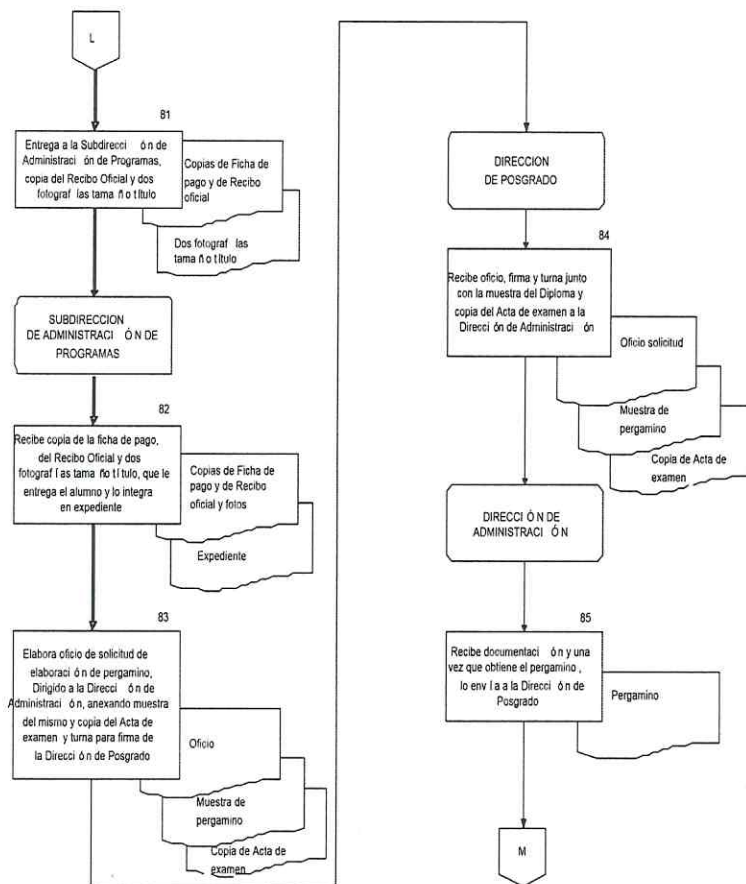 L
81
Entrega a la Subdirecci ón de
Administraci ón de Programas,
copia del Recibo Oficial y dos
fotograf ías tama ño título
Copias de Ficha de
pago y de Recibo
oficial
Dos fotograf ías
tama ño título
SUBDIRECCION
DE ADMINISTRACI ÓN DE
PROGRAMAS
82
Recibe copia de la ficha de pago,
del Recibo Oficial y dos
fotograf ías tama ño título, que le
entrega el alumno y lo integra
en expediente
Copias de Ficha de
pago y de Recibo
oficial y fotos
Expediente
83
Elabora oficio de solicitud de
elaboraci ón de pergamino,
Dirigido a la Direcci ón de
Administraci ón, anexando muestra
del mismo y copia del Acta de
examen y turna para firma de
la Direcci ón de Posgrado
Oficio
Muestra de
pergamino
Copia de Acta de
examen
DIRECCION
DE POSGRADO
84
Recibe oficio, firma y turna junto
con la muestra del Diploma y
copia del Acta de examen a la
Direcci ón de Administraci ón
Oficio solicitud
Muestra de
pergamino
Copia de Acta de
examen
DIRECCI ÓN DE
ADMINISTRACI ÓN
85
Recibe documentaci ón y una
vez que obtiene el pergamino ,
lo env ía a la Direcci ón de
Posgrado
Pergamino
M